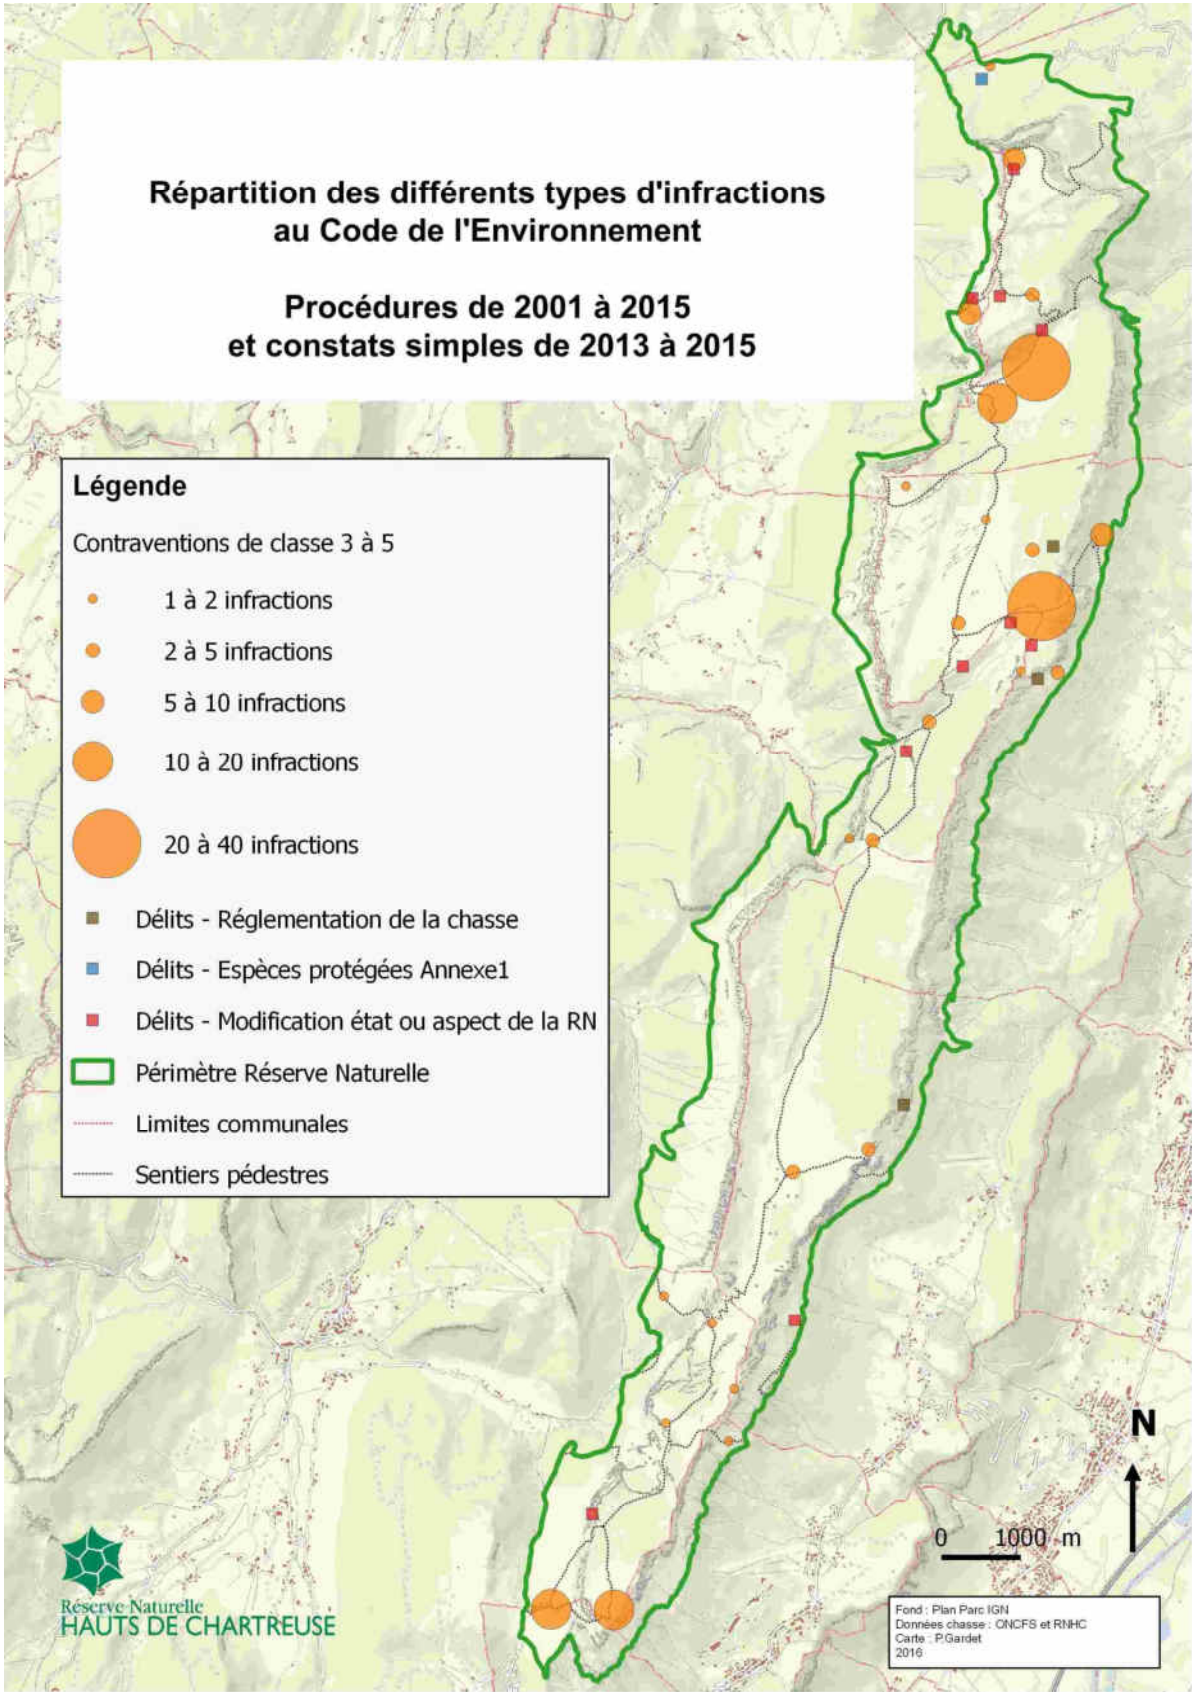 Répartition des différents types d'infractions
au Code de l'Environnement
Procédures de 2001 à 2015
et constats simples de 2013 à 2015
Légende
Contraventions de classe 3 à 5
1 à 2 infractions
2 à 5 infractions
5 à 10 infractions
10 à 20 infractions
20 à 40 infractions
Délits - Réglementation de la chasse
Délits - Espèces protégées Annexe1
Délits - Modification état ou aspect de la RN
Périmètre Réserve Naturelle
Limites communales
Sentiers pédestres
N
0 1000 m
Réserve Naturelle
HAUTS DE CHARTREUSE
Fond : Plan Parc IGN
Données chasse : ONCFS et RNHC
Carte : P.Gardet
2016